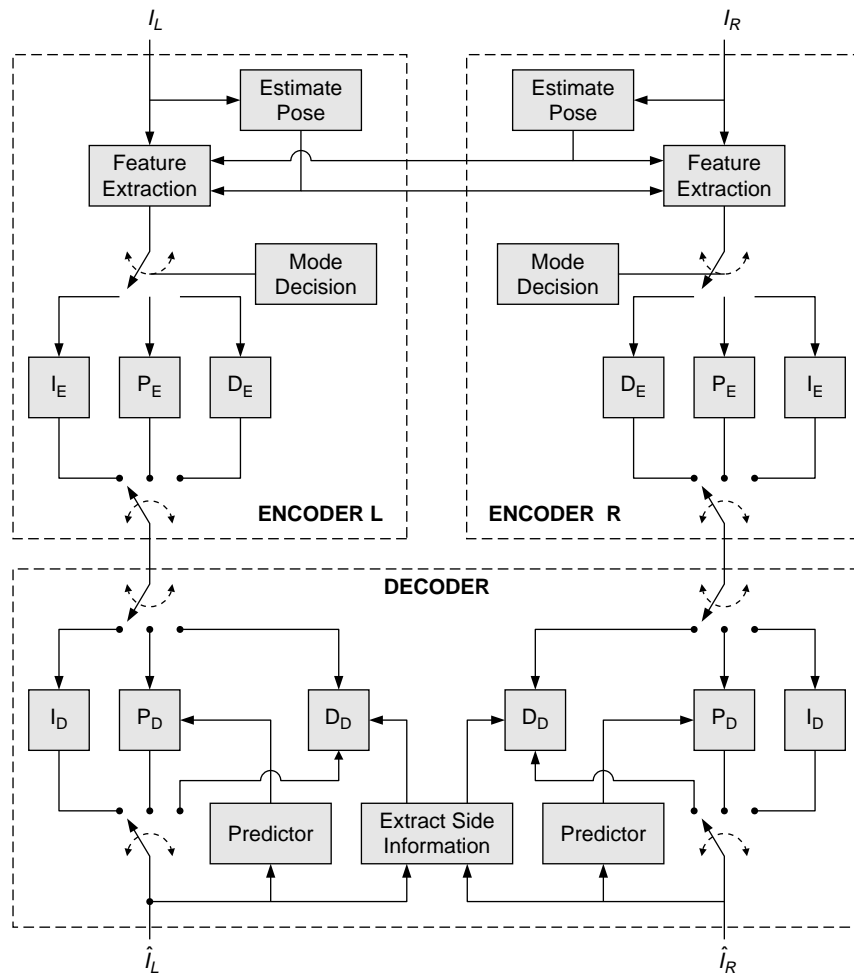 I_L I_R
Estimate Pose Estimate Pose
Feature Extraction Feature Extraction
Mode Decision Mode Decision
I_E P_E D_E D_E P_E I_E
ENCODER L ENCODER R
DECODER
I_D P_D D_D D_D P_D I_D
Predictor Extract Side Information Predictor
Î_L Î_R